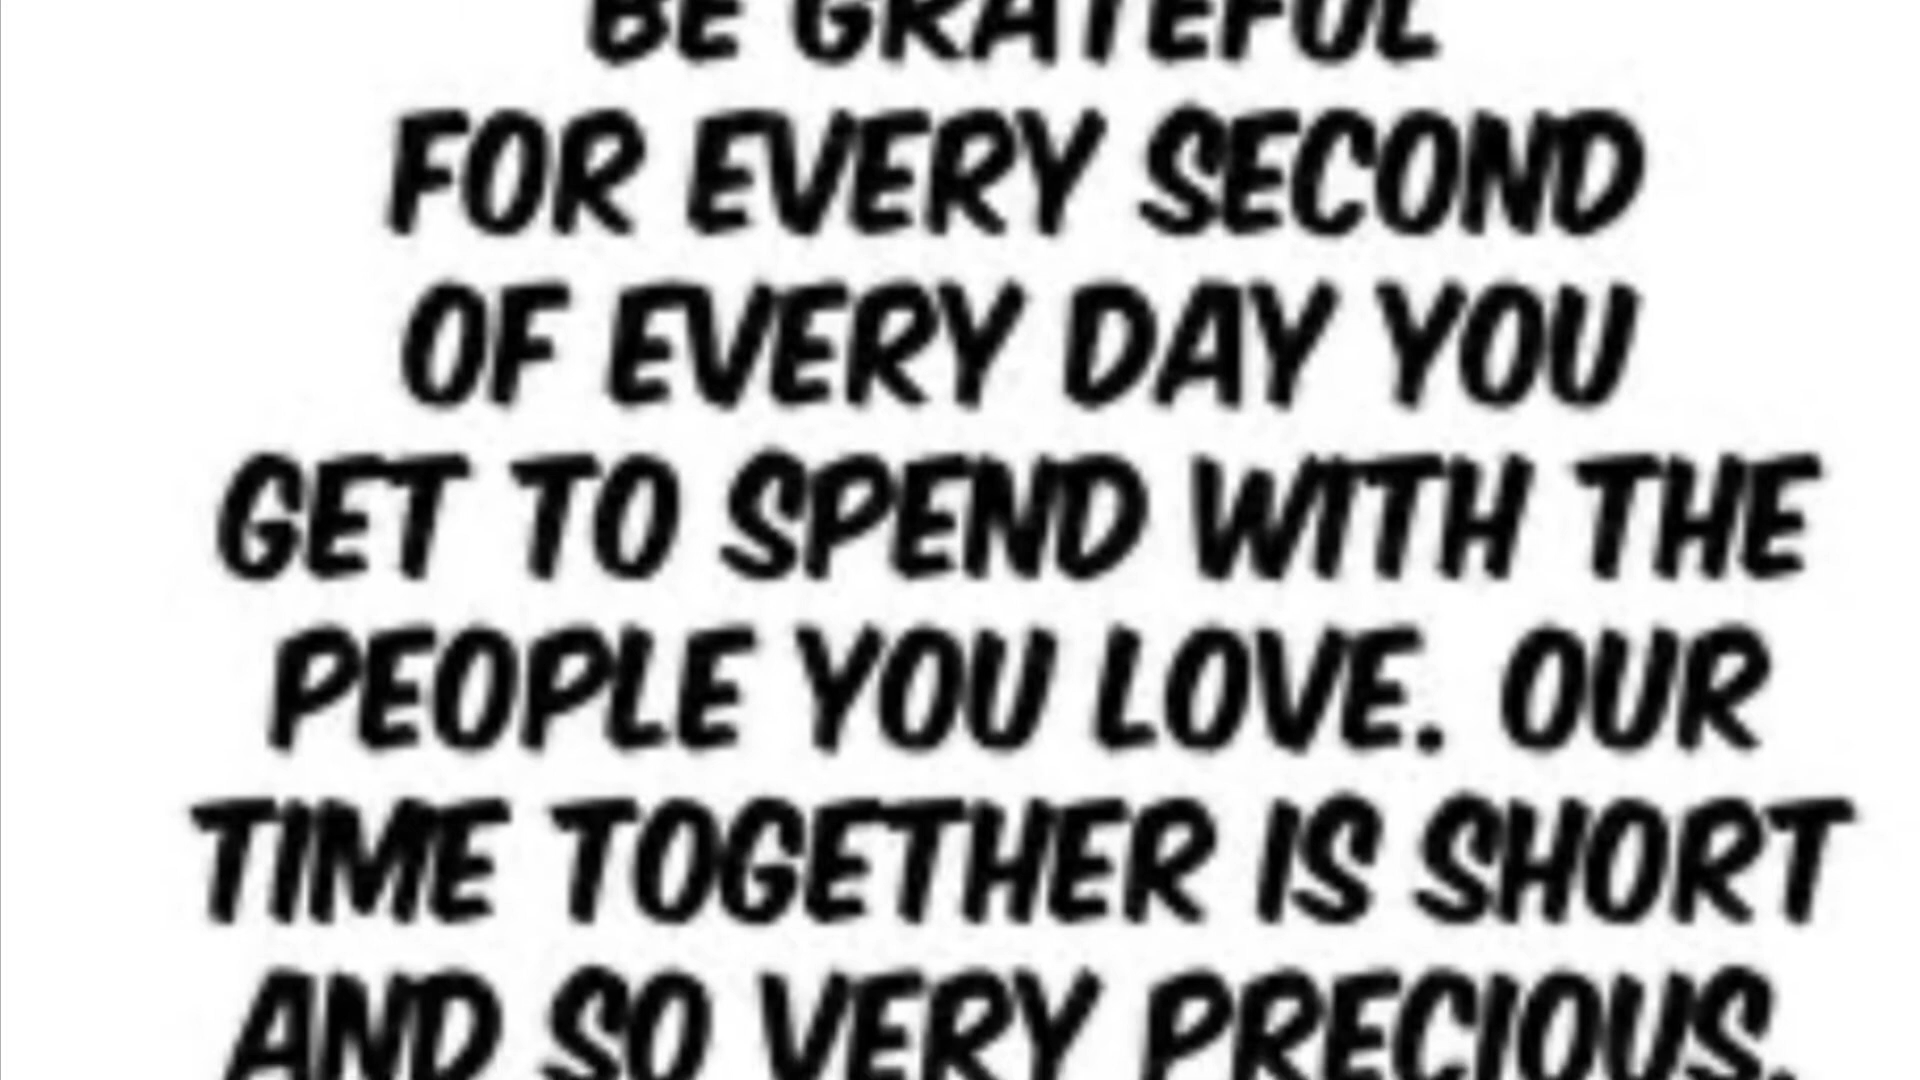 BE GRATEFUL
FOR EVERY SECOND
OF EVERY DAY YOU
GET TO SPEND WITH THE
PEOPLE YOU LOVE. OUR
TIME TOGETHER IS SHORT
AND SO VERY PRECIOUS.